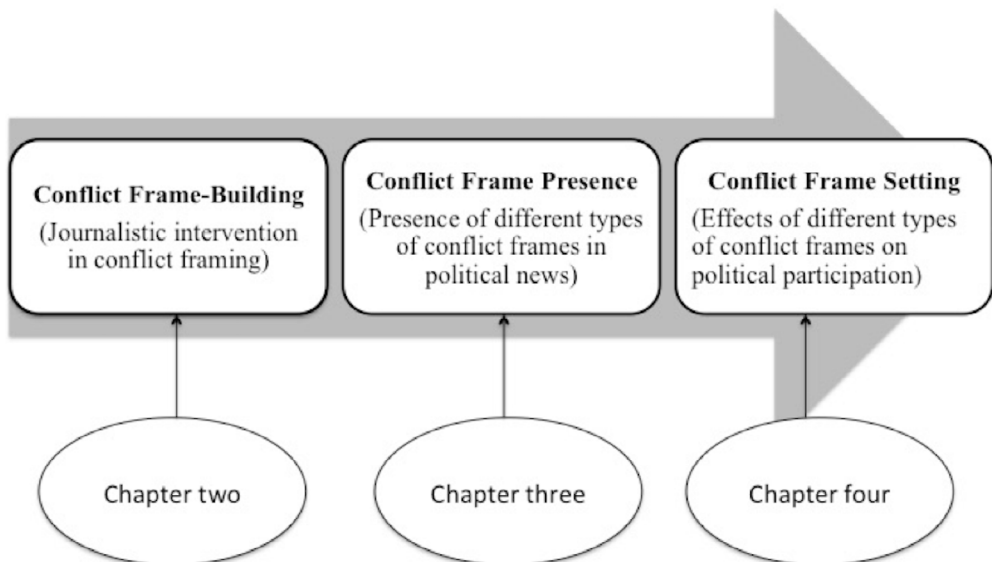 Conflict Frame-Building
(Journalistic intervention
in conflict framing)
Conflict Frame Presence
(Presence of different types
of conflict frames in
political news)
Conflict Frame Setting
(Effects of different types
of conflict frames on
political participation)
Chapter two
Chapter three
Chapter four